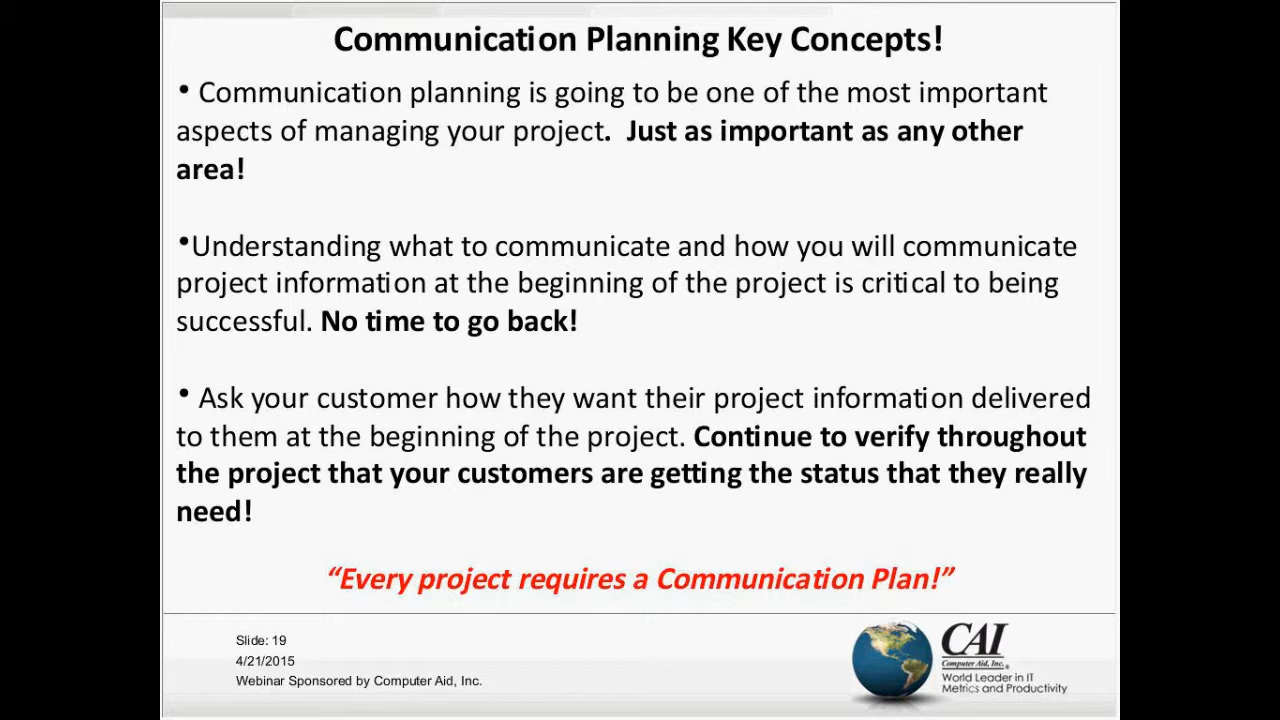 Communication Planning Key Concepts!
• Communication planning is going to be one of the most important
aspects of managing your project. Just as important as any other
area!
•Understanding what to communicate and how you will communicate
project information at the beginning of the project is critical to being
successful. No time to go back!
• Ask your customer how they want their project information delivered
to them at the beginning of the project. Continue to verify throughout
the project that your customers are getting the status that they really
need!
“Every project requires a Communication Plan!”
Slide: 19
4/21/2015
Webinar Sponsored by Computer Aid, Inc.
CAI
Computer Aid, Inc.®
World Leader in IT
Metrics and Productivity